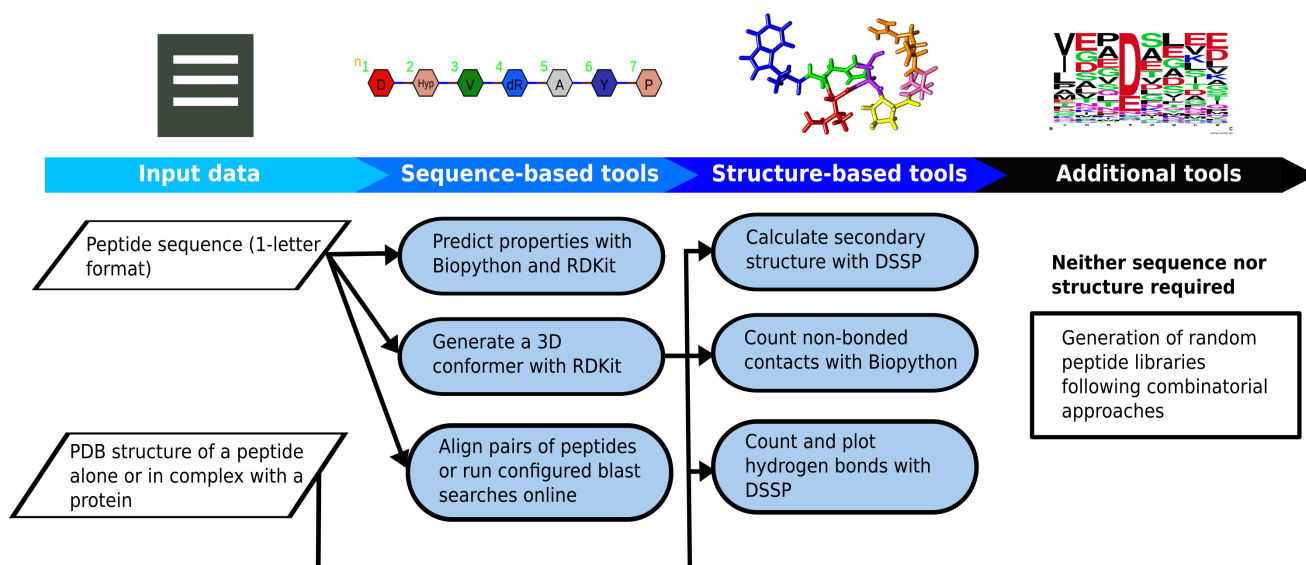 n1 2 3 4 5 6 7
D Hyp V dR A Y P
Input data
Sequence-based tools
Structure-based tools
Additional tools
Peptide sequence (1-letter
format)
PDB structure of a peptide
alone or in complex with a
protein
Predict properties with
Biopython and RDKit
Generate a 3D
conformer with RDKit
Align pairs of peptides
or run configured blast
searches online
Calculate secondary
structure with DSSP
Count non-bonded
contacts with Biopython
Count and plot
hydrogen bonds with
DSSP
Neither sequence nor
structure required
Generation of random
peptide libraries
following combinatorial
approaches